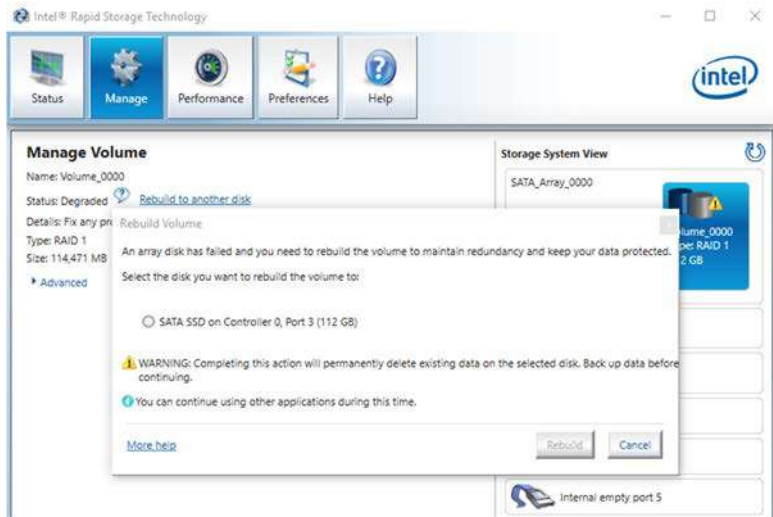 Intel® Rapid Storage Technology
Status
Manage
Performance
Preferences
Help
intel
Manage Volume
Name: Volume_0000
Status: Degraded
Rebuild to another disk
Details: Fix any
Type: RAID 1
Size: 114,471 MB
Advanced
Storage System View
SATA_Array_0000
lume_0000
pe: RAID 1
2 GB
Rebuild Volume
An array disk has failed and you need to rebuild the volume to maintain redundancy and keep your data protected.
Select the disk you want to rebuild the volume to:
SATA SSD on Controller 0, Port 3 (112 GB)
WARNING: Completing this action will permanently delete existing data on the selected disk. Back up data before
continuing.
You can continue using other applications during this time.
More help
Rebuild
Cancel
Internal empty port 5